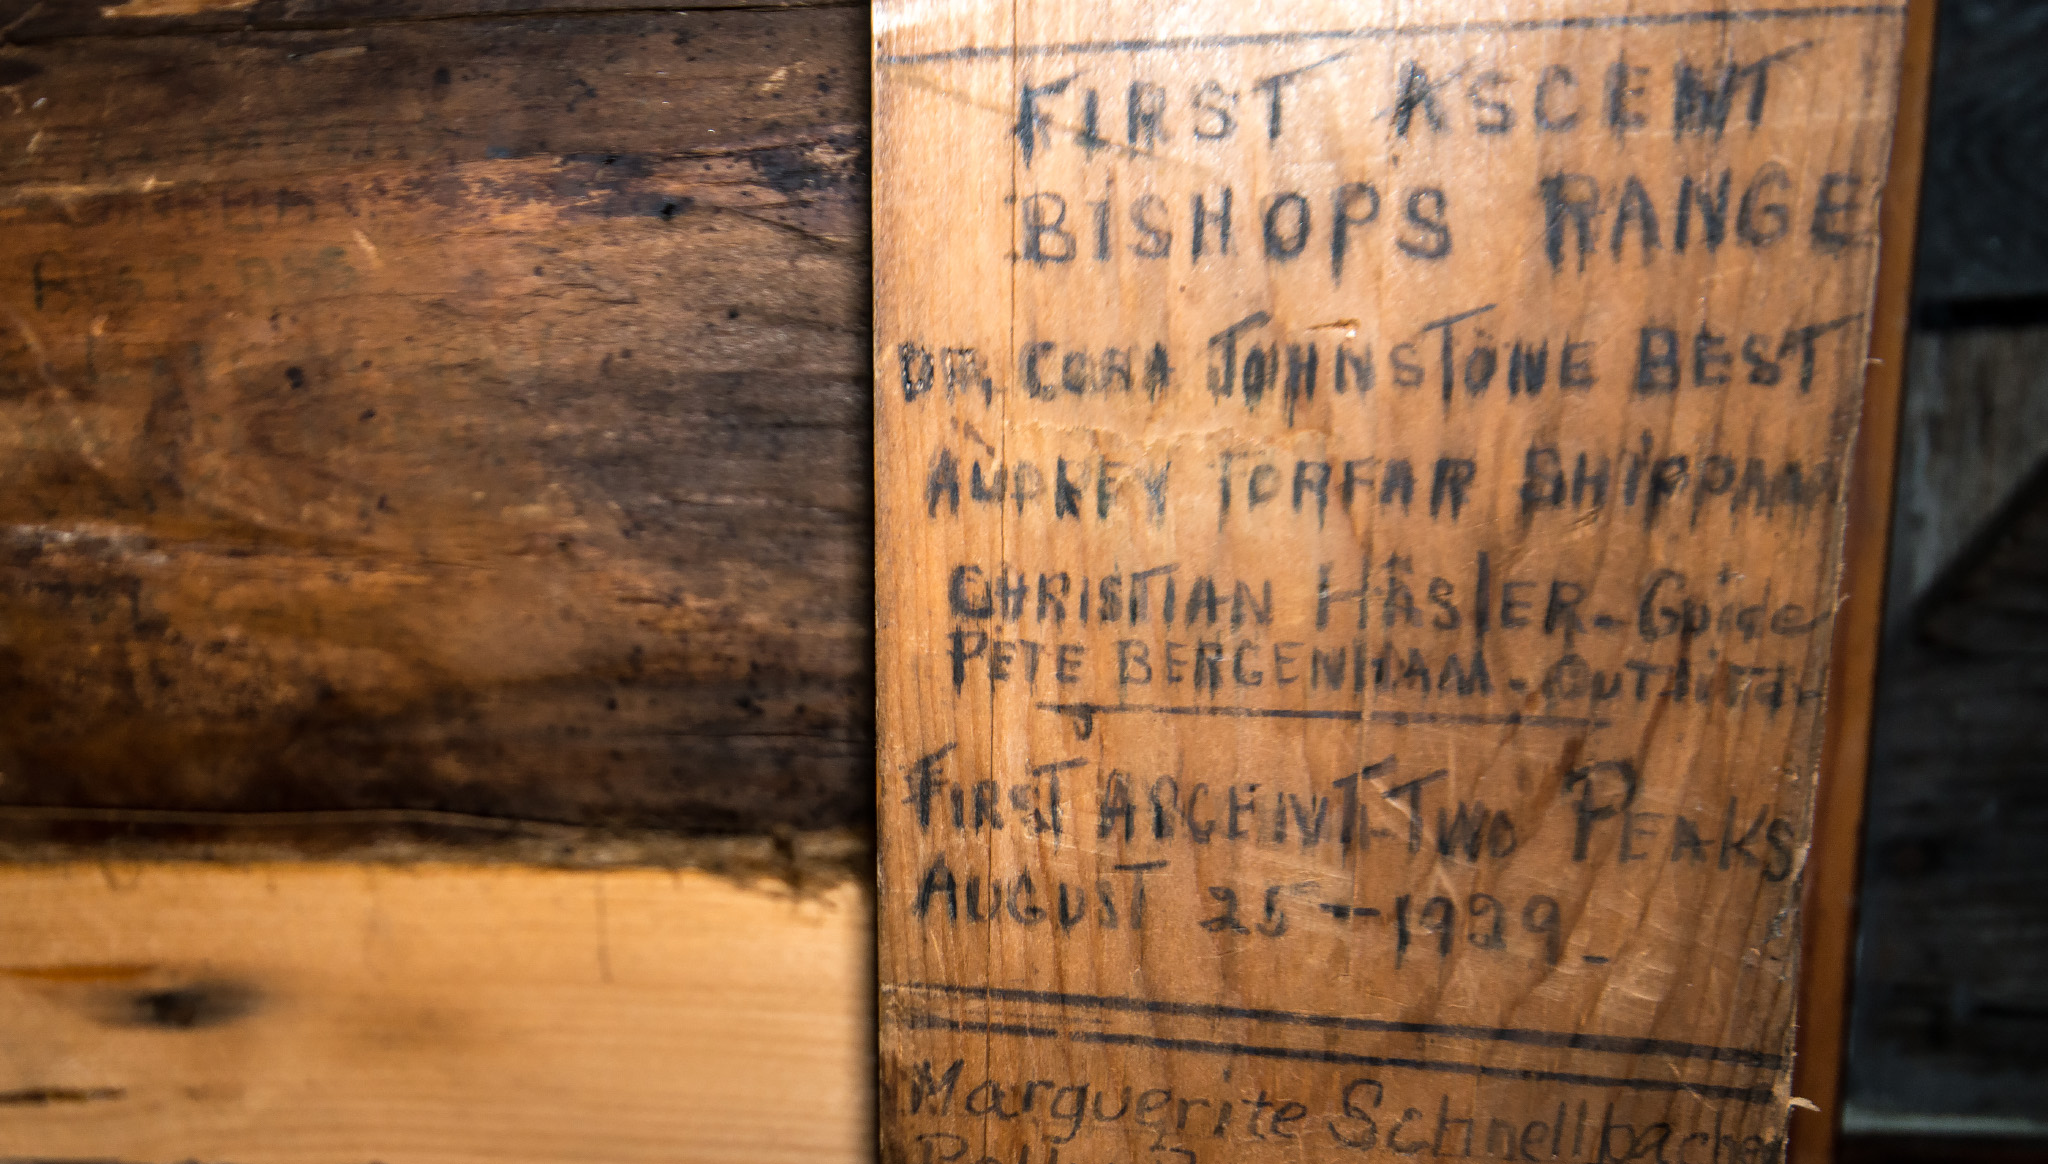 FIRST ASCENT
BISHOPS RANGE
DR. CORA JOHNSTONE BEST
AUDREY FORFAR SHIPPAM
CHRISTIAN HÄSLER - Guide
PETE BERGENHAM - OUTFITTER
FIRST ASCENT - TWO PEAKS
AUGUST 25 - 1929
Marguerite Schnellbacher